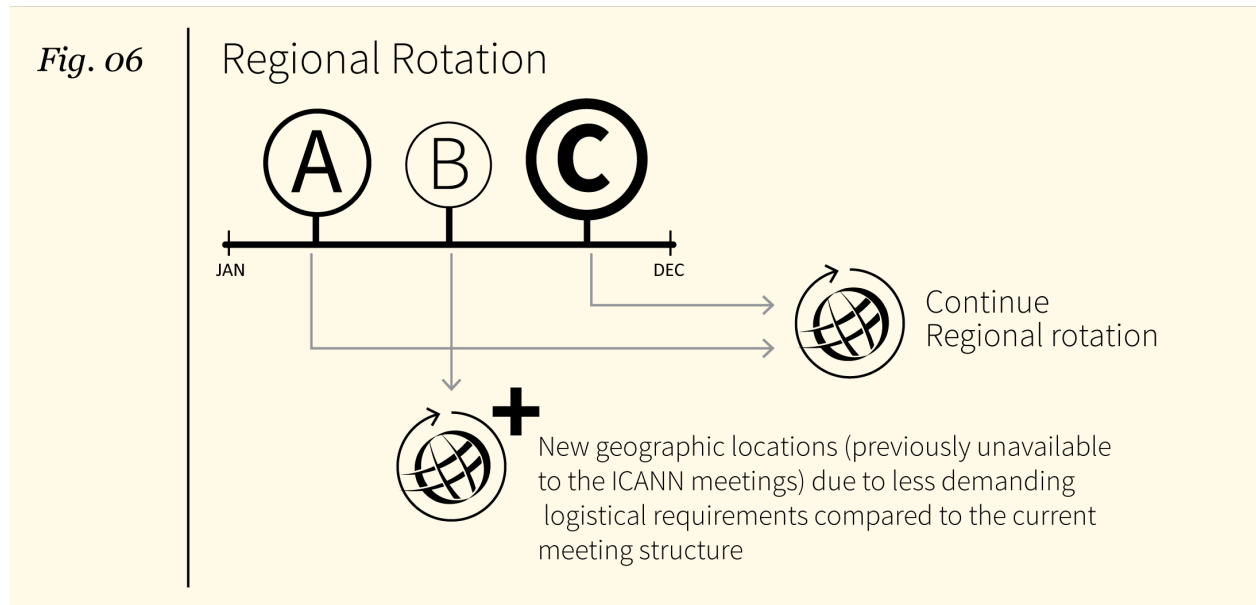 Fig. 06
Regional Rotation
A
B
C
JAN
DEC
Continue
Regional rotation
+
New geographic locations (previously unavailable
to the ICANN meetings) due to less demanding
logistical requirements compared to the current
meeting structure